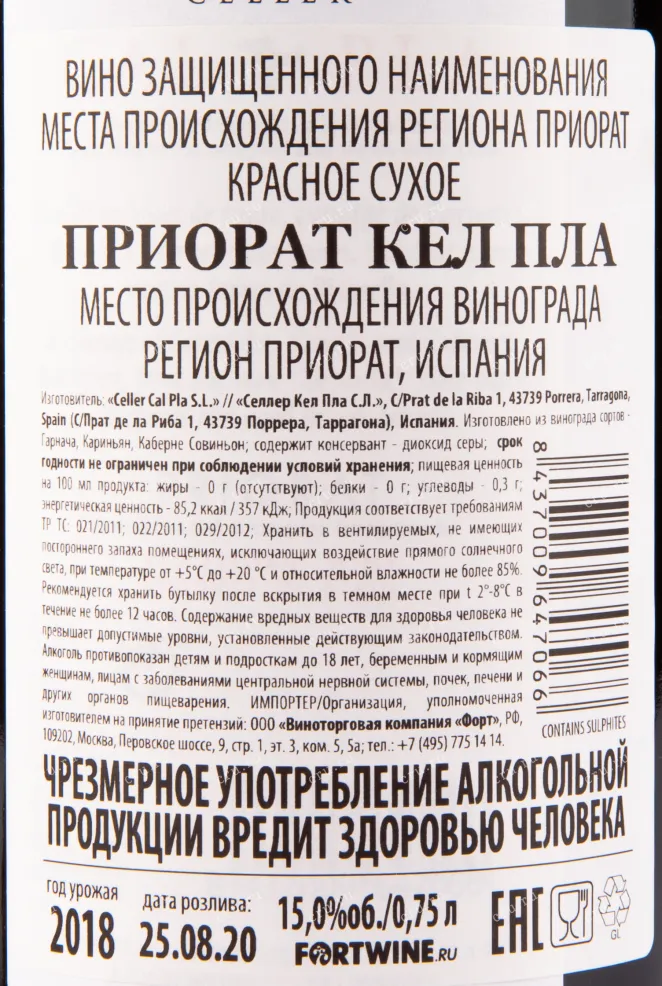 CELLER
ВИНО ЗАЩИЩЕННОГО НАИМЕНОВАНИЯ
МЕСТА ПРОИСХОЖДЕНИЯ РЕГИОНА ПРИОРАТ
КРАСНОЕ СУХОЕ
ПРИОРАТ КЕЛ ПЛА
МЕСТО ПРОИСХОЖДЕНИЯ ВИНОГРАДА
РЕГИОН ПРИОРАТ, ИСПАНИЯ
Изготовитель: «Celler Cal Pla S.L.» // «Селлер Кел Пла С.Л.», C/Prat de la Riba 1, 43739 Porrera, Tarragona,
Spain (С/Прат де ла Риба 1, 43739 Поррера, Таррагона), Испания. Изготовлено из винограда сортов -
Гарнача, Кариньян, Каберне Совиньон; содержит консервант - диоксид серы; срок
годности не ограничен при соблюдении условий хранения; пищевая ценность
на 100 мл продукта: жиры - 0 г (отсутствуют); белки - 0 г; углеводы - 0,3 г;
энергетическая ценность - 85,2 ккал / 357 кДж; Продукция соответствует требованиям
ТР ТС: 021/2011; 022/2011; 029/2012; Хранить в вентилируемых, не имеющих
постороннего запаха помещениях, исключающих воздействие прямого солнечного
света, при температуре от +5°C до +20 °C и относительной влажности не более 85%.
Рекомендуется хранить бутылку после вскрытия в темном месте при t 2°-8°C в
течение не более 12 часов. Содержание вредных веществ для здоровья человека не
превышает допустимые уровни, установленные действующим законодательством.
Алкоголь противопоказан детям и подросткам до 18 лет, беременным и кормящим
женщинам, лицам с заболеваниями центральной нервной системы, почек, печени и
других органов пищеварения. ИМПОРТЕР/Организация, уполномоченная
изготовителем на принятие претензий: ООО «Виноторговая компания «Форт», РФ,
109202, Москва, Перовское шоссе, 9, стр. 1, эт. 3, ком. 5, 5а; тел.: +7 (495) 775 14 14.
8 437009 647066
CONTAINS SULPHITES
ЧРЕЗМЕРНОЕ УПОТРЕБЛЕНИЕ АЛКОГОЛЬНОЙ
ПРОДУКЦИИ ВРЕДИТ ЗДОРОВЬЮ ЧЕЛОВЕКА
год урожая
2018
дата розлива:
25.08.20
15,0%об./0,75 л
FORTWINE.RU
EAC
GL